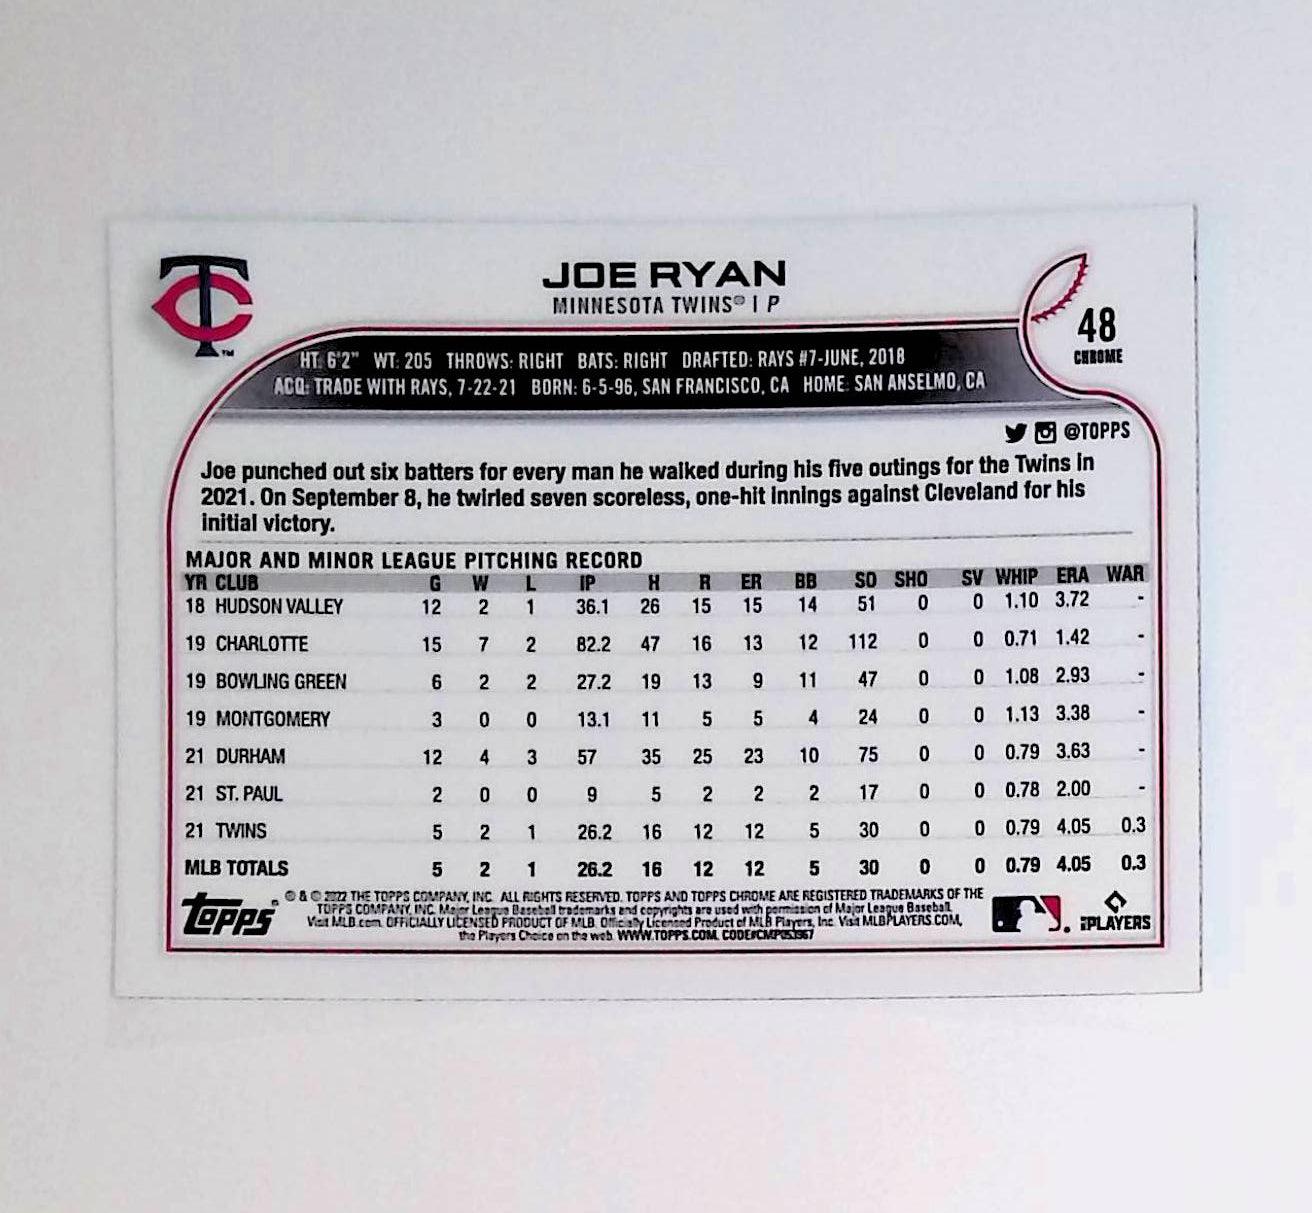 JOE RYAN
MINNESOTA TWINS® | P
48
CHROME
TC
™
HT: 6'2" WT: 205 THROWS: RIGHT BATS: RIGHT DRAFTED: RAYS #7-JUNE, 2018
ACQ: TRADE WITH RAYS, 7-22-21 BORN: 6-5-96, SAN FRANCISCO, CA HOME: SAN ANSELMO, CA
@TOPPS
Joe punched out six batters for every man he walked during his five outings for the Twins in
2021. On September 8, he twirled seven scoreless, one-hit innings against Cleveland for his
initial victory.
MAJOR AND MINOR LEAGUE PITCHING RECORD
YR CLUB G W L IP H R ER BB SO SHO SV WHIP ERA WAR
18 HUDSON VALLEY 12 2 1 36.1 26 15 15 14 51 0 0 1.10 3.72 -
19 CHARLOTTE 15 7 2 82.2 47 16 13 12 112 0 0 0.71 1.42 -
19 BOWLING GREEN 6 2 2 27.2 19 13 9 11 47 0 0 1.08 2.93 -
19 MONTGOMERY 3 0 0 13.1 11 5 5 4 24 0 0 1.13 3.38 -
21 DURHAM 12 4 3 57 35 25 23 10 75 0 0 0.79 3.63 -
21 ST. PAUL 2 0 0 9 5 2 2 2 17 0 0 0.78 2.00 -
21 TWINS 5 2 1 26.2 16 12 12 5 30 0 0 0.79 4.05 0.3
MLB TOTALS 5 2 1 26.2 16 12 12 5 30 0 0 0.79 4.05 0.3
topps®
® & © 2022 THE TOPPS COMPANY, INC. ALL RIGHTS RESERVED. TOPPS AND TOPPS CHROME ARE REGISTERED TRADEMARKS OF THE
TOPPS COMPANY, INC. Major League Baseball trademarks and copyrights are used with permission of Major League Baseball.
Visit MLB.com. OFFICIALLY LICENSED PRODUCT OF MLB. Officially Licensed Product of MLB Players, Inc. Visit MLBPLAYERS.COM,
the Players Choice on the web. WWW.TOPPS.COM.
PLAYERS